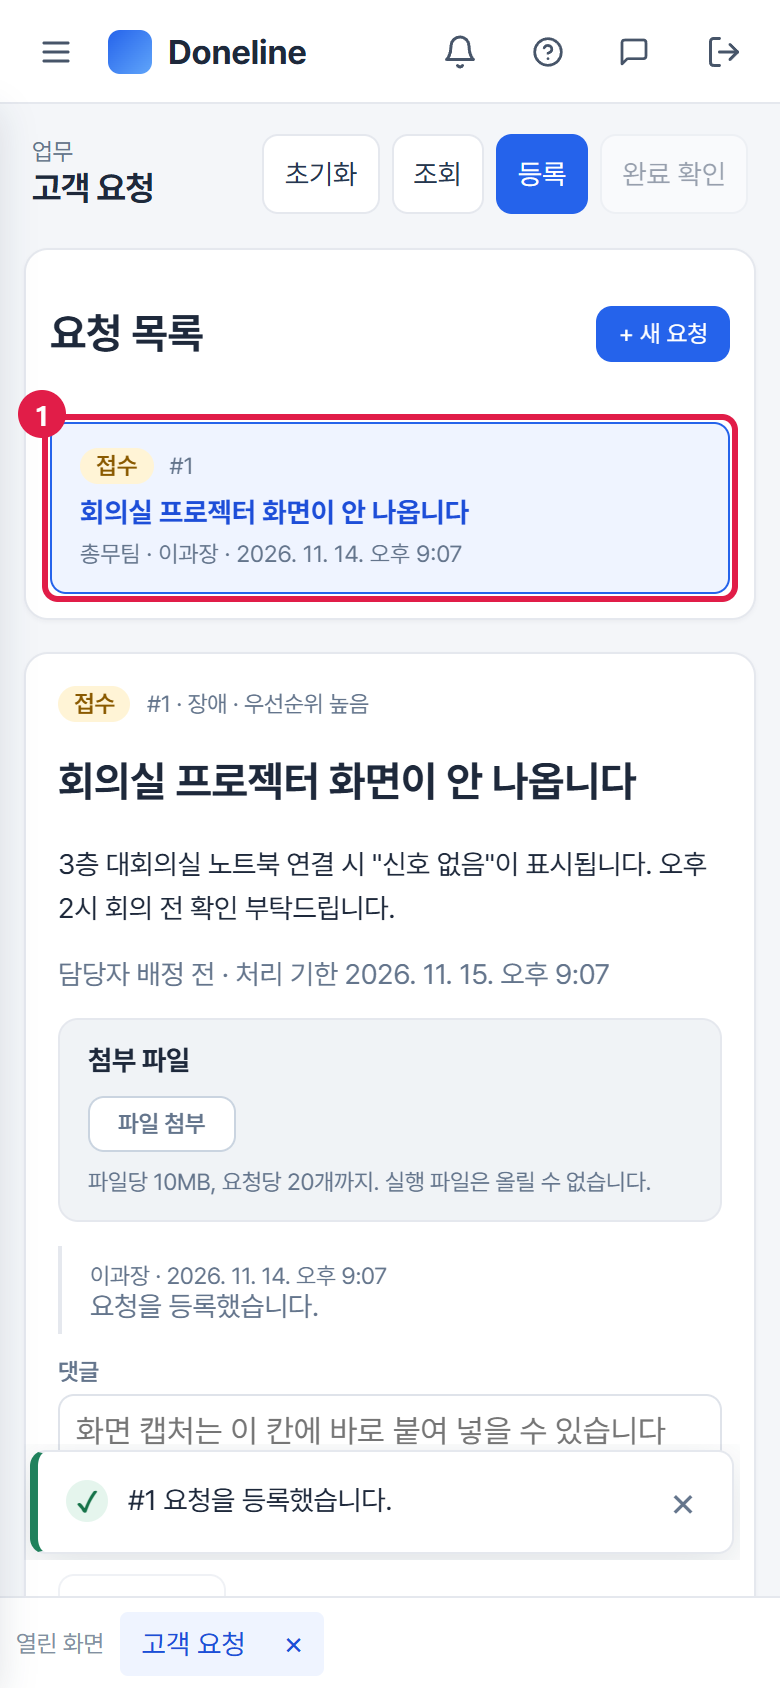 Doneline
업무
고객 요청
초기화
조회
등록
완료 확인
요청 목록
+ 새 요청
1
접수 #1
회의실 프로젝터 화면이 안 나옵니다
총무팀 · 이과장 · 2026. 11. 14. 오후 9:07
접수 #1 · 장애 · 우선순위 높음
회의실 프로젝터 화면이 안 나옵니다
3층 대회의실 노트북 연결 시 "신호 없음"이 표시됩니다. 오후
2시 회의 전 확인 부탁드립니다.
담당자 배정 전 · 처리 기한 2026. 11. 15. 오후 9:07
첨부 파일
파일 첨부
파일당 10MB, 요청당 20개까지. 실행 파일은 올릴 수 없습니다.
이과장 · 2026. 11. 14. 오후 9:07
요청을 등록했습니다.
댓글
화면 캡처는 이 칸에 바로 붙여 넣을 수 있습니다
#1 요청을 등록했습니다.
열린 화면
고객 요청